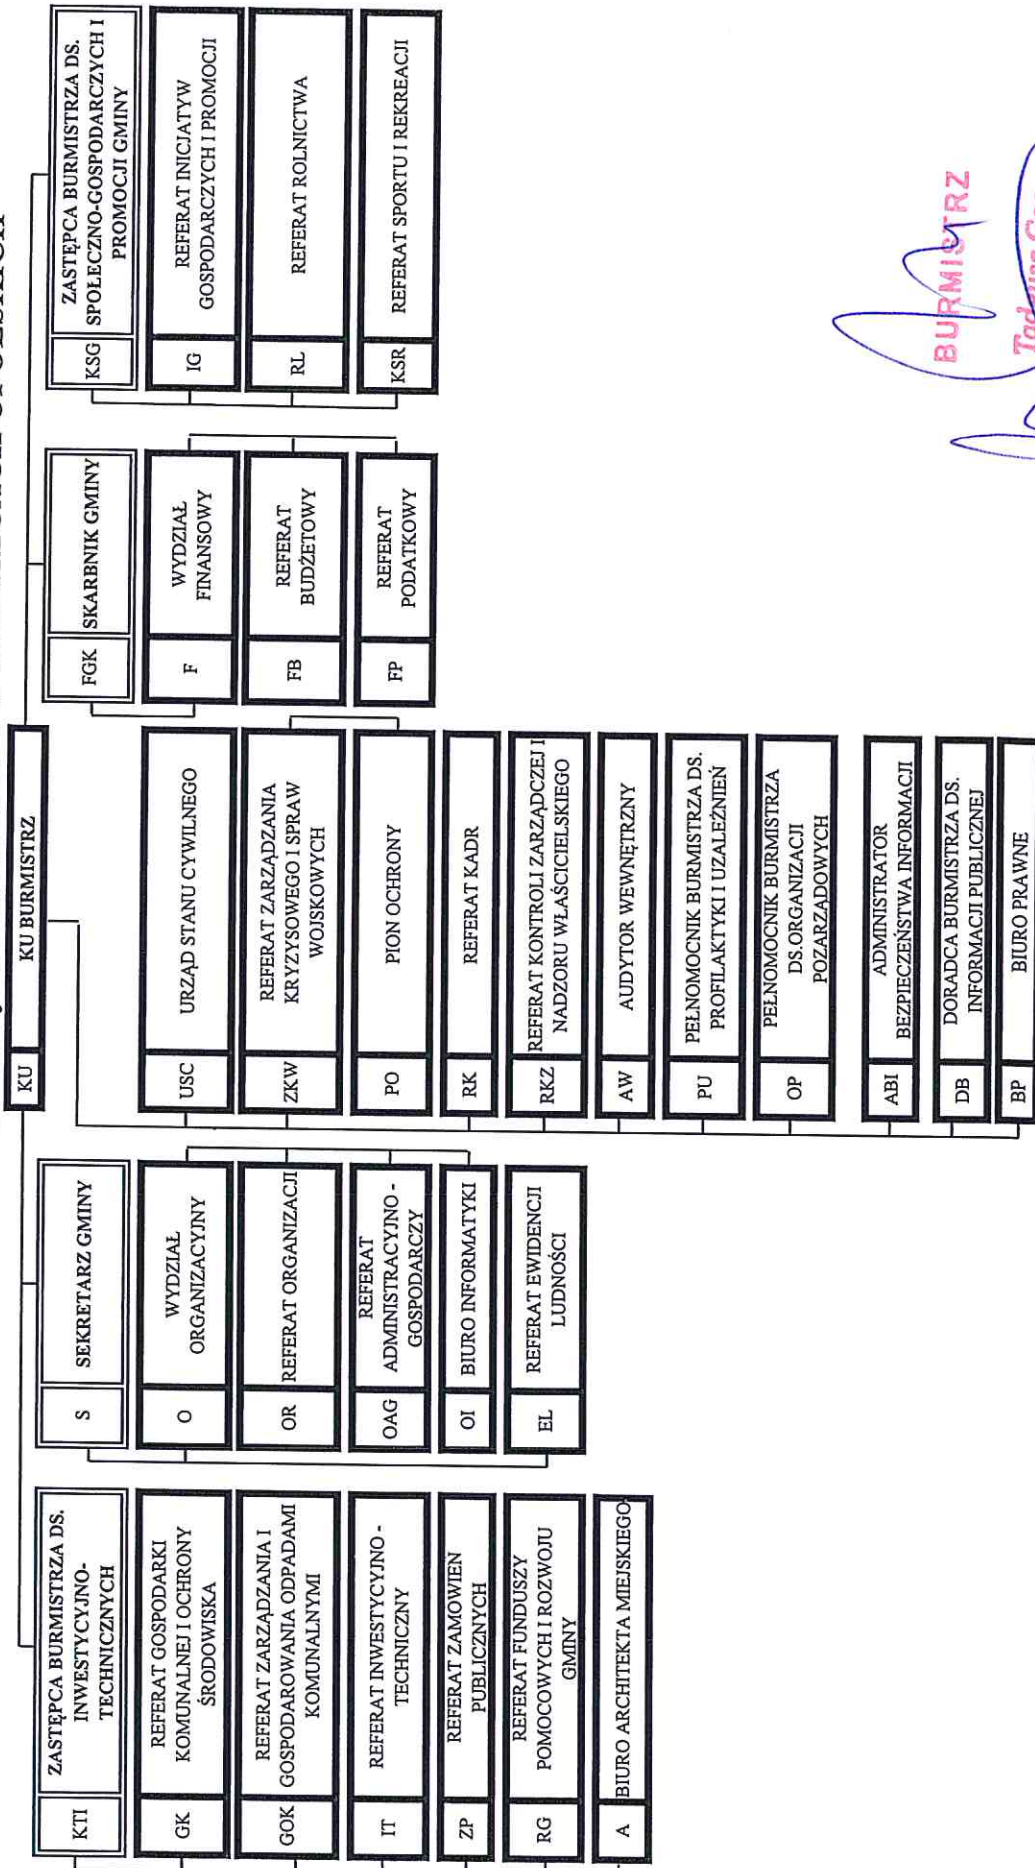 KU
KU BURMISTRZ
KTI
ZASTĘPCA BURMISTRZA DS.
INWESTYCYJNO-
TECHNICZNYCH
GK
REFERAT GOSPODARKI
KOMUNALNEJ I OCHRONY
ŚRODOWISKA
GOK
REFERAT ZARZĄDZANIA I
GOSPODAROWANIA ODPADAMI
KOMUNALNYMI
IT
REFERAT INWESTYCYJNO -
TECHNICZNY
ZP
REFERAT ZAMOWIEN
PUBLICZNYCH
RG
REFERAT FUNDUSZY
POMOCOWYCH I ROZWOJU
GMINY
A
BIURO ARCHITEKTA MIEJSKIEGO
S
SEKRETARZ GMINY
O
WYDZIAŁ
ORGANIZACYJNY
OR
REFERAT ORGANIZACJI
OAG
REFERAT
ADMINISTRACYJNO -
GOSPODARCZY
OI
BIURO INFORMATYKI
EL
REFERAT EWIDENCJI
LUDNOŚCI
USC
URZĄD STANU CYWILNEGO
ZKW
REFERAT ZARZĄDZANIA
KRYZYSOWEGO I SPRAW
WOJSKOWYCH
PO
PION OCHRONY
RK
REFERAT KADR
RKZ
REFERAT KONTROLI ZARZĄDCZEJ I
NADZORU WŁAŚCICIELSKIEGO
AW
AUDYTOR WEWNĘTRZNY
PU
PEŁNOMOCNIK BURMISTRZA DS.
PROFILAKTYKI I UZALEŻNIEŃ
OP
PEŁNOMOCNIK BURMISTRZA
DS.ORGANIZACJI
POZARZĄDOWYCH
ABI
ADMINISTRATOR
BEZPIECZEŃSTWA INFORMACJI
DB
DORADCA BURMISTRZA DS.
INFORMACJI PUBLICZNEJ
BP
BIURO PRAWNE
FGK
SKARBNIK GMINY
F
WYDZIAŁ
FINANSOWY
FB
REFERAT
BUDŻETOWY
FP
REFERAT
PODATKOWY
KSG
ZASTĘPCA BURMISTRZA DS.
SPOŁECZNO-GOSPODARCZYCH I
PROMOCJI GMINY
IG
REFERAT INICJATYW
GOSPODARCZYCH I PROMOCJI
RL
REFERAT ROLNICTWA
KSR
REFERAT SPORTU I REKREACJI
BURMISTRZ
Tadeusz